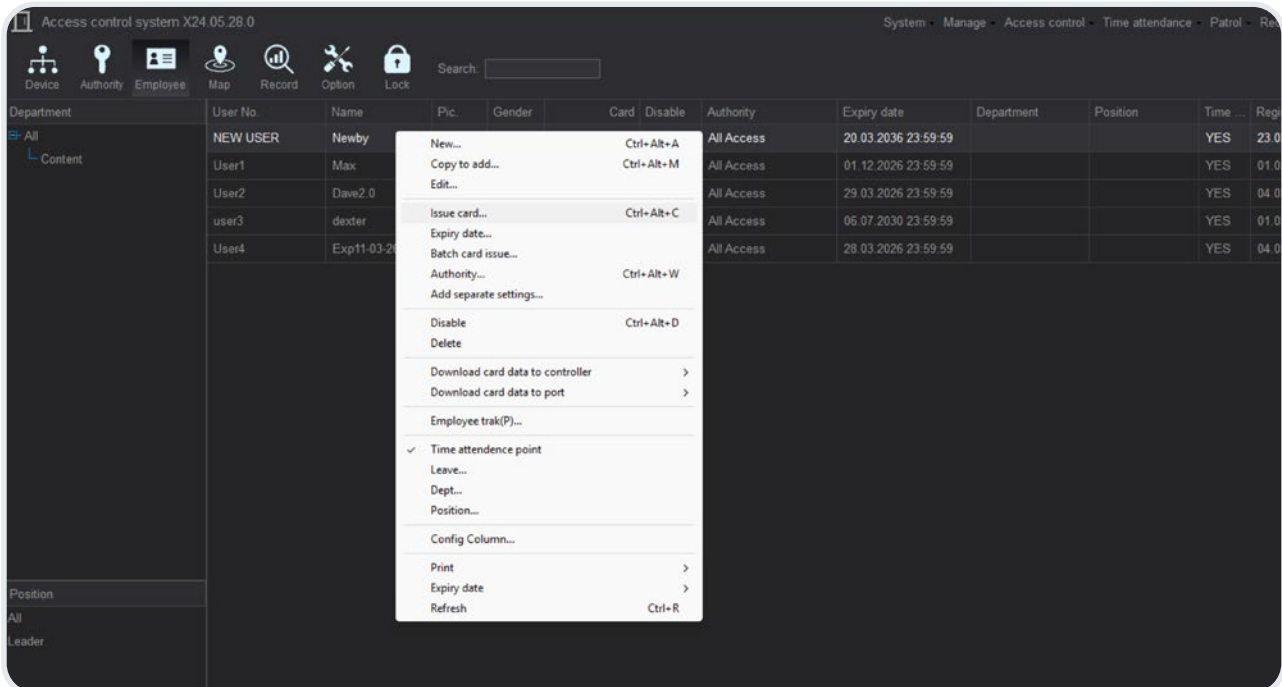 Access control system X24.05.28.0
System Manage Access control Time attendance Patrol
Device Authority Employee Map Record Option Lock Search:
Department User No. Name Pic. Gender Card Disable Authority Expiry date Department Position Time ...
All
Content
NEW USER Newby All Access 20.03.2036 23:59:59 YES
User1 Max All Access 01.12.2026 23:59:59 YES
User2 Dave2.0 All Access 29.03.2026 23:59:59 YES
user3 dexter All Access 06.07.2030 23:59:59 YES
User4 All Access 28.03.2026 23:59:59 YES
New... Ctrl+Alt+A
Copy to add... Ctrl+Alt+M
Edit...
Issue card... Ctrl+Alt+C
Expiry date...
Batch card issue...
Authority... Ctrl+Alt+W
Add separate settings...
Disable Ctrl+Alt+D
Delete
Download card data to controller
Download card data to port
Employee trak(P)...
Time attendence point
Leave...
Dept...
Position...
Config Column...
Print
Expiry date
Refresh Ctrl+R
Position
All
Leader